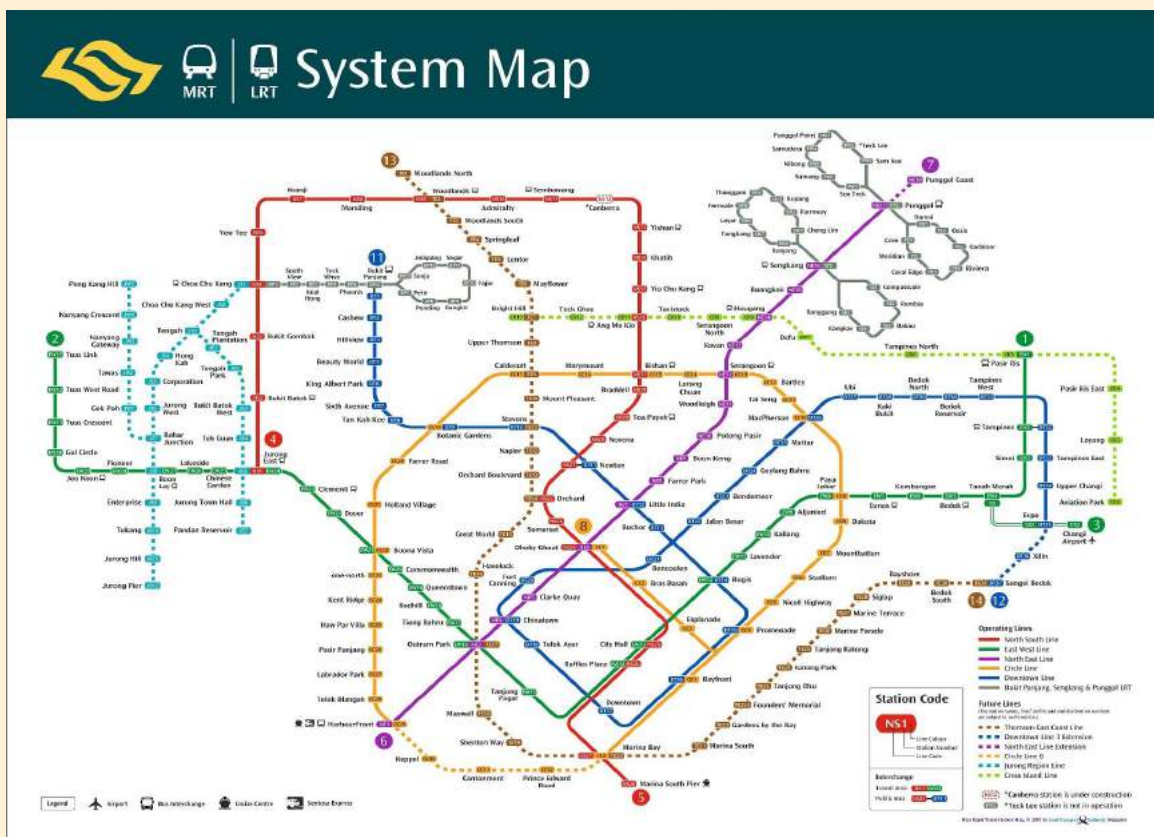 MRT
LRT
System Map
13
Woodlands North
Kranji
Marsiling
Woodlands
Admiralty
Sembawang
*Canberra
Woodlands South
Yew Tee
Springleaf
Lentor
Yishun
Khatib
Yio Chu Kang
Mayflower
Punggol Point
*Teck Lee
Samudera
Sam Kee
Nibong
Sumang
Soo Teck
7
Punggol Coast
Punggol
Thanggam
Kupang
Fernvale
Farmway
Layar
Cheng Lim
Tongkang
Renjong
Damai
Oasis
Cove
Kadaloor
Meridian
Coral Edge
Riviera
Sengkang
Compassvale
Rumbia
Ranggung
Bakau
Kangkar
Buangkok
Hougang
11
Peng Kang Hill
Choa Chu Kang
South View
Keat Hong
Teck Whye
Phoenix
Bukit Panjang
Jelapang
Segar
Senja
Fajar
Petir
Pending
Bangkit
Choa Chu Kang West
Nanyang Crescent
Tengah
Tengah Plantation
Nanyang Gateway
Hong Kah
Tengah Park
Bukit Gombak
Cashew
Hillview
Beauty World
King Albert Park
Sixth Avenue
Tan Kah Kee
Bright Hill
Teck Ghee
Ang Mo Kio
Tavistock
Serangoon North
Defu
Tampines North
1
Pasir Ris
Upper Thomson
Kovan
2
Tuas Link
Tuas West Road
Tuas Crescent
Gul Circle
Tawas
Corporation
Gek Poh
Jurong West
Bukit Batok West
Bukit Batok
Bahar Junction
Toh Guan
4
Jurong East
Joo Koon
Pioneer
Boon Lay
Lakeside
Chinese Garden
Caldecott
Marymount
Bishan
Lorong Chuan
Serangoon
Bartley
Ubi
Bedok North
Tampines West
Pasir Ris East
Mount Pleasant
Braddell
Woodleigh
Tai Seng
Kaki Bukit
Bedok Reservoir
Stevens
Toa Payoh
MacPherson
Botanic Gardens
Novena
Potong Pasir
Mattar
Tampines
Loyang
Napier
Farrer Road
Newton
Boon Keng
Geylang Bahru
Simei
Tampines East
Orchard Boulevard
Farrer Park
Paya Lebar
Clementi
Enterprise
Jurong Town Hall
Orchard
Bendemeer
Kembangan
Tanah Merah
Upper Changi
Aviation Park
Holland Village
Little India
Eunos
Bedok
Dover
Tukang
Pandan Reservoir
Somerset
Rochor
Jalan Besar
Aljunied
Dakota
Expo
3
Changi Airport
Great World
8
Dhoby Ghaut
Kallang
Buona Vista
Mountbatten
Xilin
Jurong Hill
Havelock
Bencoolen
Lavender
Commonwealth
Fort Canning
Bras Basah
Bugis
Stadium
Bayshore
Jurong Pier
one-north
Queenstown
Clarke Quay
Bedok South
Sungei Bedok
14
12
Kent Ridge
Redhill
Esplanade
Nicoll Highway
Siglap
Haw Par Villa
Tiong Bahru
Chinatown
Marine Terrace
Outram Park
Telok Ayer
City Hall
Promenade
Marine Parade
Pasir Panjang
Raffles Place
Tanjong Katong
Katong Park
Labrador Park
Tanjong Pagar
Bayfront
Tanjong Rhu
Telok Blangah
Maxwell
Downtown
Founders' Memorial
Gardens by the Bay
HarbourFront
6
Shenton Way
Marina Bay
Marina South
Keppel
Cantonment
Prince Edward Road
5
Marina South Pier
Operating Lines
North South Line
East West Line
North East Line
Circle Line
Downtown Line
Bukit Panjang, Sengkang & Punggol LRT
Future Lines
Thomson-East Coast Line
Downtown Line 3 Extension
North East Line Extension
Circle Line 6
Jurong Region Line
Cross Island Line
*Canberra station is under construction
*Teck Lee station is not in operation
Station Code
NS1
Line Colour
Station Number
Line Code
Interchange
Legend
Airport
Bus Interchange
Cruise Centre
Sentosa Express